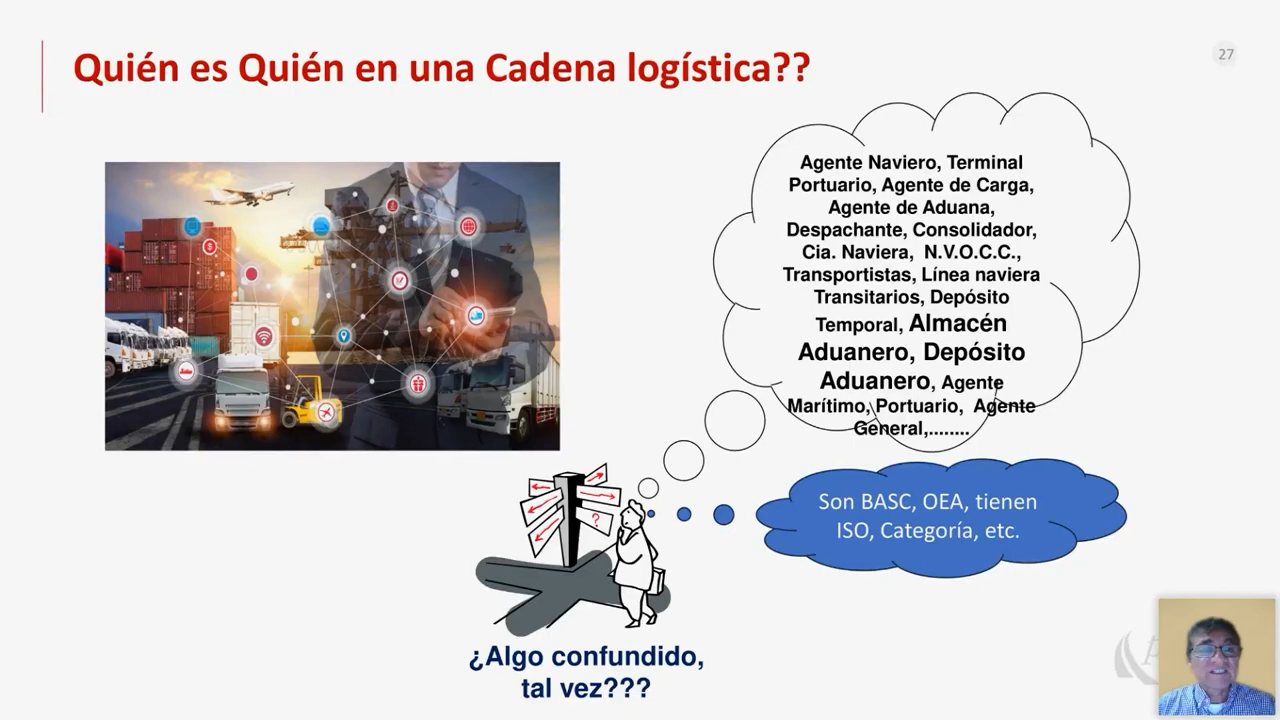 Quién es Quién en una Cadena logística??
27
Agente Naviero, Terminal
Portuario, Agente de Carga,
Agente de Aduana,
Despachante, Consolidador,
Cia. Naviera, N.V.O.C.C.,
Transportistas, Línea naviera
Transitarios, Depósito
Temporal, Almacén
Aduanero, Depósito
Aduanero, Agente
Marítimo, Portuario, Agente
General,........
Son BASC, OEA, tienen
ISO, Categoría, etc.
?
¿Algo confundido,
tal vez???